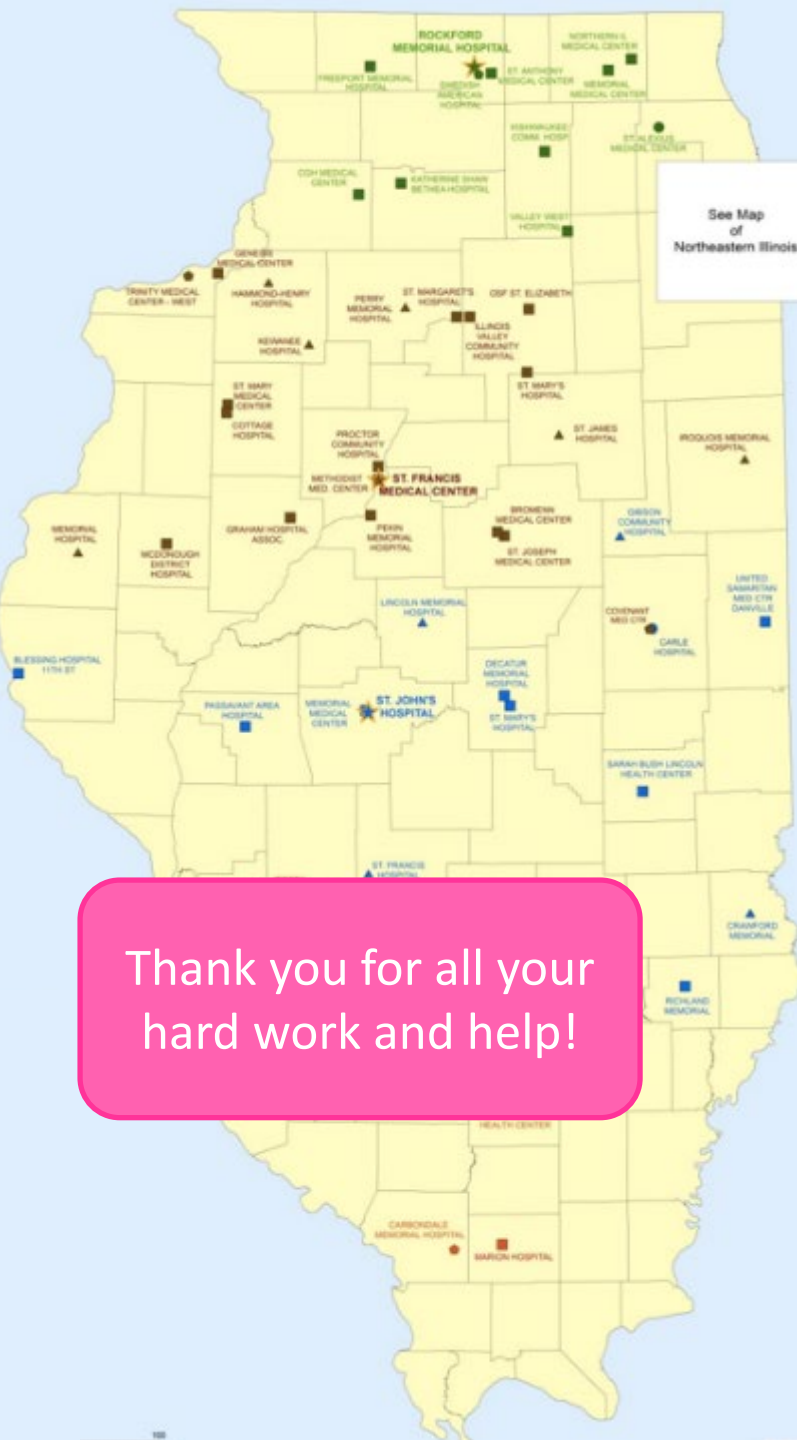 ROCKFORD
MEMORIAL HOSPITAL
NORTHERN IL
MEDICAL CENTER
FREEPORT MEMORIAL
HOSPITAL
SWEDISH
AMERICAN
HOSPITAL
ST. ANTHONY
MEDICAL CENTER
MEMORIAL
MEDICAL CENTER
KISHWAUKEE
COMM. HOSP
ST. ALEXIUS
MEDICAL CENTER
CGH MEDICAL
CENTER
KATHERINE SHAW
BETHEA HOSPITAL
VALLEY WEST
HOSPITAL
See Map
of
Northeastern Illinois
GENESIS
MEDICAL CENTER
TRINITY MEDICAL
CENTER - WEST
HAMMOND-HENRY
HOSPITAL
PERRY
MEMORIAL
HOSPITAL
ST. MARGARET'S
HOSPITAL
OSF ST. ELIZABETH
KEWANEE
HOSPITAL
ILLINOIS
VALLEY
COMMUNITY
HOSPITAL
ST. MARY
MEDICAL
CENTER
COTTAGE
HOSPITAL
ST. MARY'S
HOSPITAL
PROCTOR
COMMUNITY
HOSPITAL
ST. JAMES
HOSPITAL
IROQUOIS MEMORIAL
HOSPITAL
METHODIST
MED. CENTER
ST. FRANCIS
MEDICAL CENTER
MEMORIAL
HOSPITAL
MCDONOUGH
DISTRICT
HOSPITAL
GRAHAM HOSPITAL
ASSOC.
PEKIN
MEMORIAL
HOSPITAL
BROMENN
MEDICAL CENTER
ST. JOSEPH
MEDICAL CENTER
GIBSON
COMMUNITY
HOSPITAL
LINCOLN MEMORIAL
HOSPITAL
COVENANT
MED CTR
CARLE
HOSPITAL
UNITED
SAMARITAN
MED CTR
DANVILLE
BLESSING HOSPITAL
11TH ST
PASSAVANT AREA
HOSPITAL
MEMORIAL
MEDICAL
CENTER
ST. JOHN'S
HOSPITAL
DECATUR
MEMORIAL
HOSPITAL
ST. MARY'S
HOSPITAL
SARAH BUSH LINCOLN
HEALTH CENTER
ST. FRANCIS
HOSPITAL
CRAWFORD
MEMORIAL
Thank you for all your
hard work and help!
RICHLAND
MEMORIAL
HEALTH CENTER
CARBONDALE
MEMORIAL HOSPITAL
MARION HOSPITAL